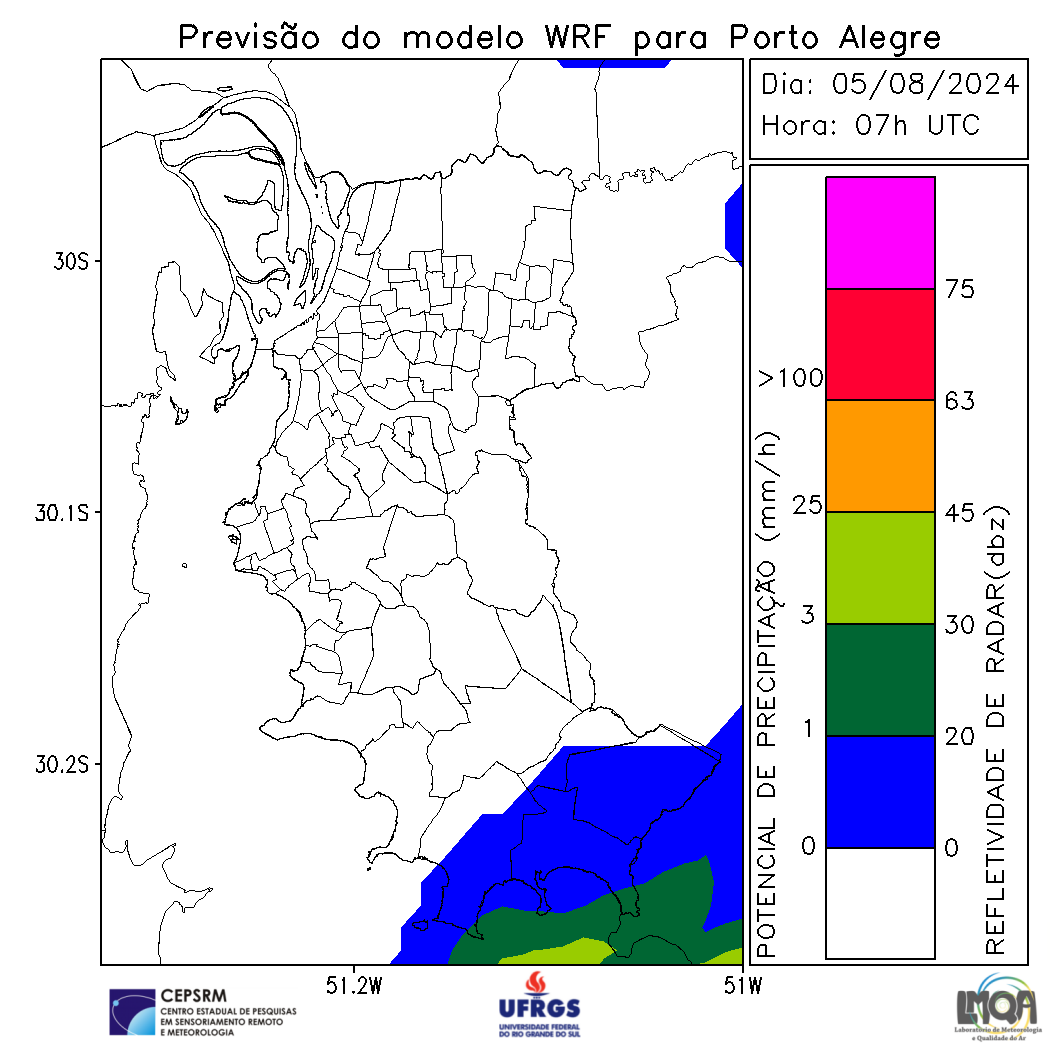 Previsão do modelo WRF para Porto Alegre
Dia: 05/08/2024
Hora: 07h UTC
30S
30.1S
30.2S
51.2W
51W
POTENCIAL DE PRECIPITAÇÃO (mm/h)
>100
25
3
1
0
75
63
45
30
20
0
REFLETIVIDADE DE RADAR(dbz)
CEPSRM
CENTRO ESTADUAL DE PESQUISAS
EM SENSORIAMENTO REMOTO
E METEOROLOGIA
UFRGS
UNIVERSIDADE FEDERAL
DO RIO GRANDE DO SUL
LMQA
Laboratório de Meteorologia
e Qualidade do Ar